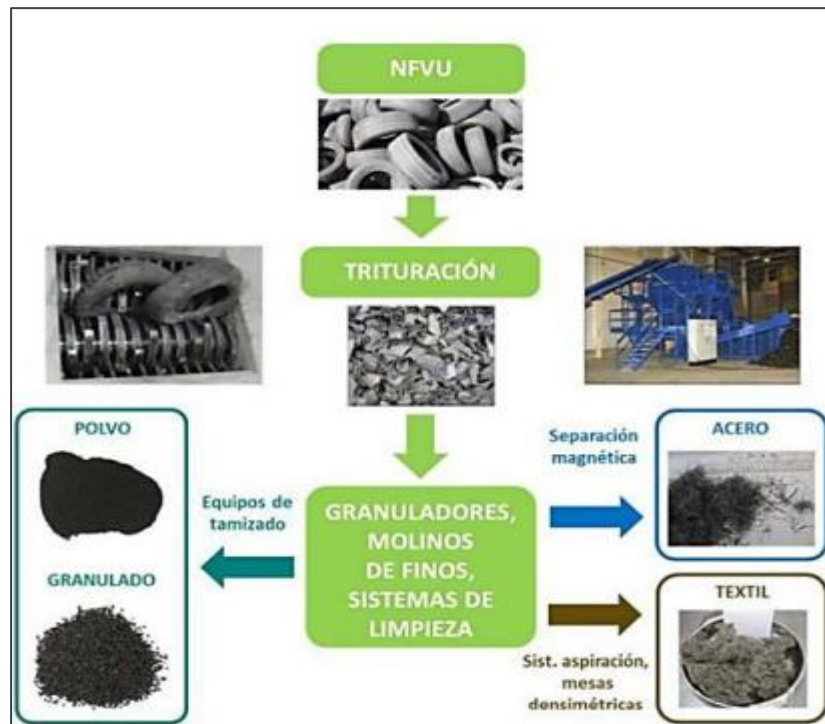 NFVU
TRITURACIÓN
POLVO
GRANULADO
Equipos de
tamizado
GRANULADORES,
MOLINOS
DE FINOS,
SISTEMAS DE
LIMPIEZA
Separación
magnética
ACERO
Sist. aspiración,
mesas
densimétricas
TEXTIL